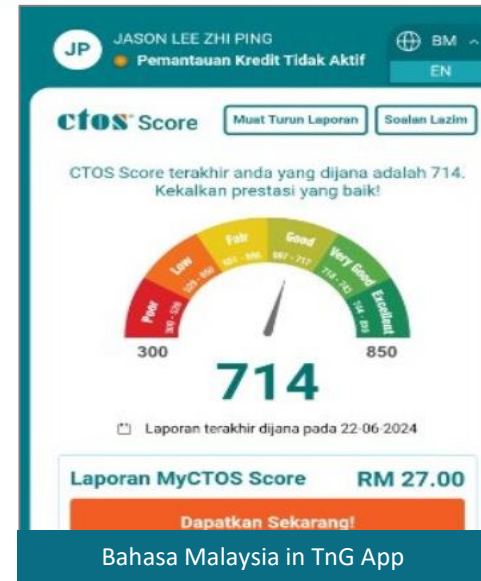 JP
JASON LEE ZHI PING
Pemantauan Kredit Tidak Aktif
BM
EN
CTOS Score
Muat Turun Laporan
Soalan Lazim
CTOS Score terakhir anda yang dijana adalah 714.
Kekalkan prestasi yang baik!
Poor
Low
Fair
Good
Very Good
Excellent
300
850
714
Laporan terakhir dijana pada 22-06-2024
Laporan MyCTOS Score
RM 27.00
Dapatkan Sekarang!
Bahasa Malaysia in TnG App